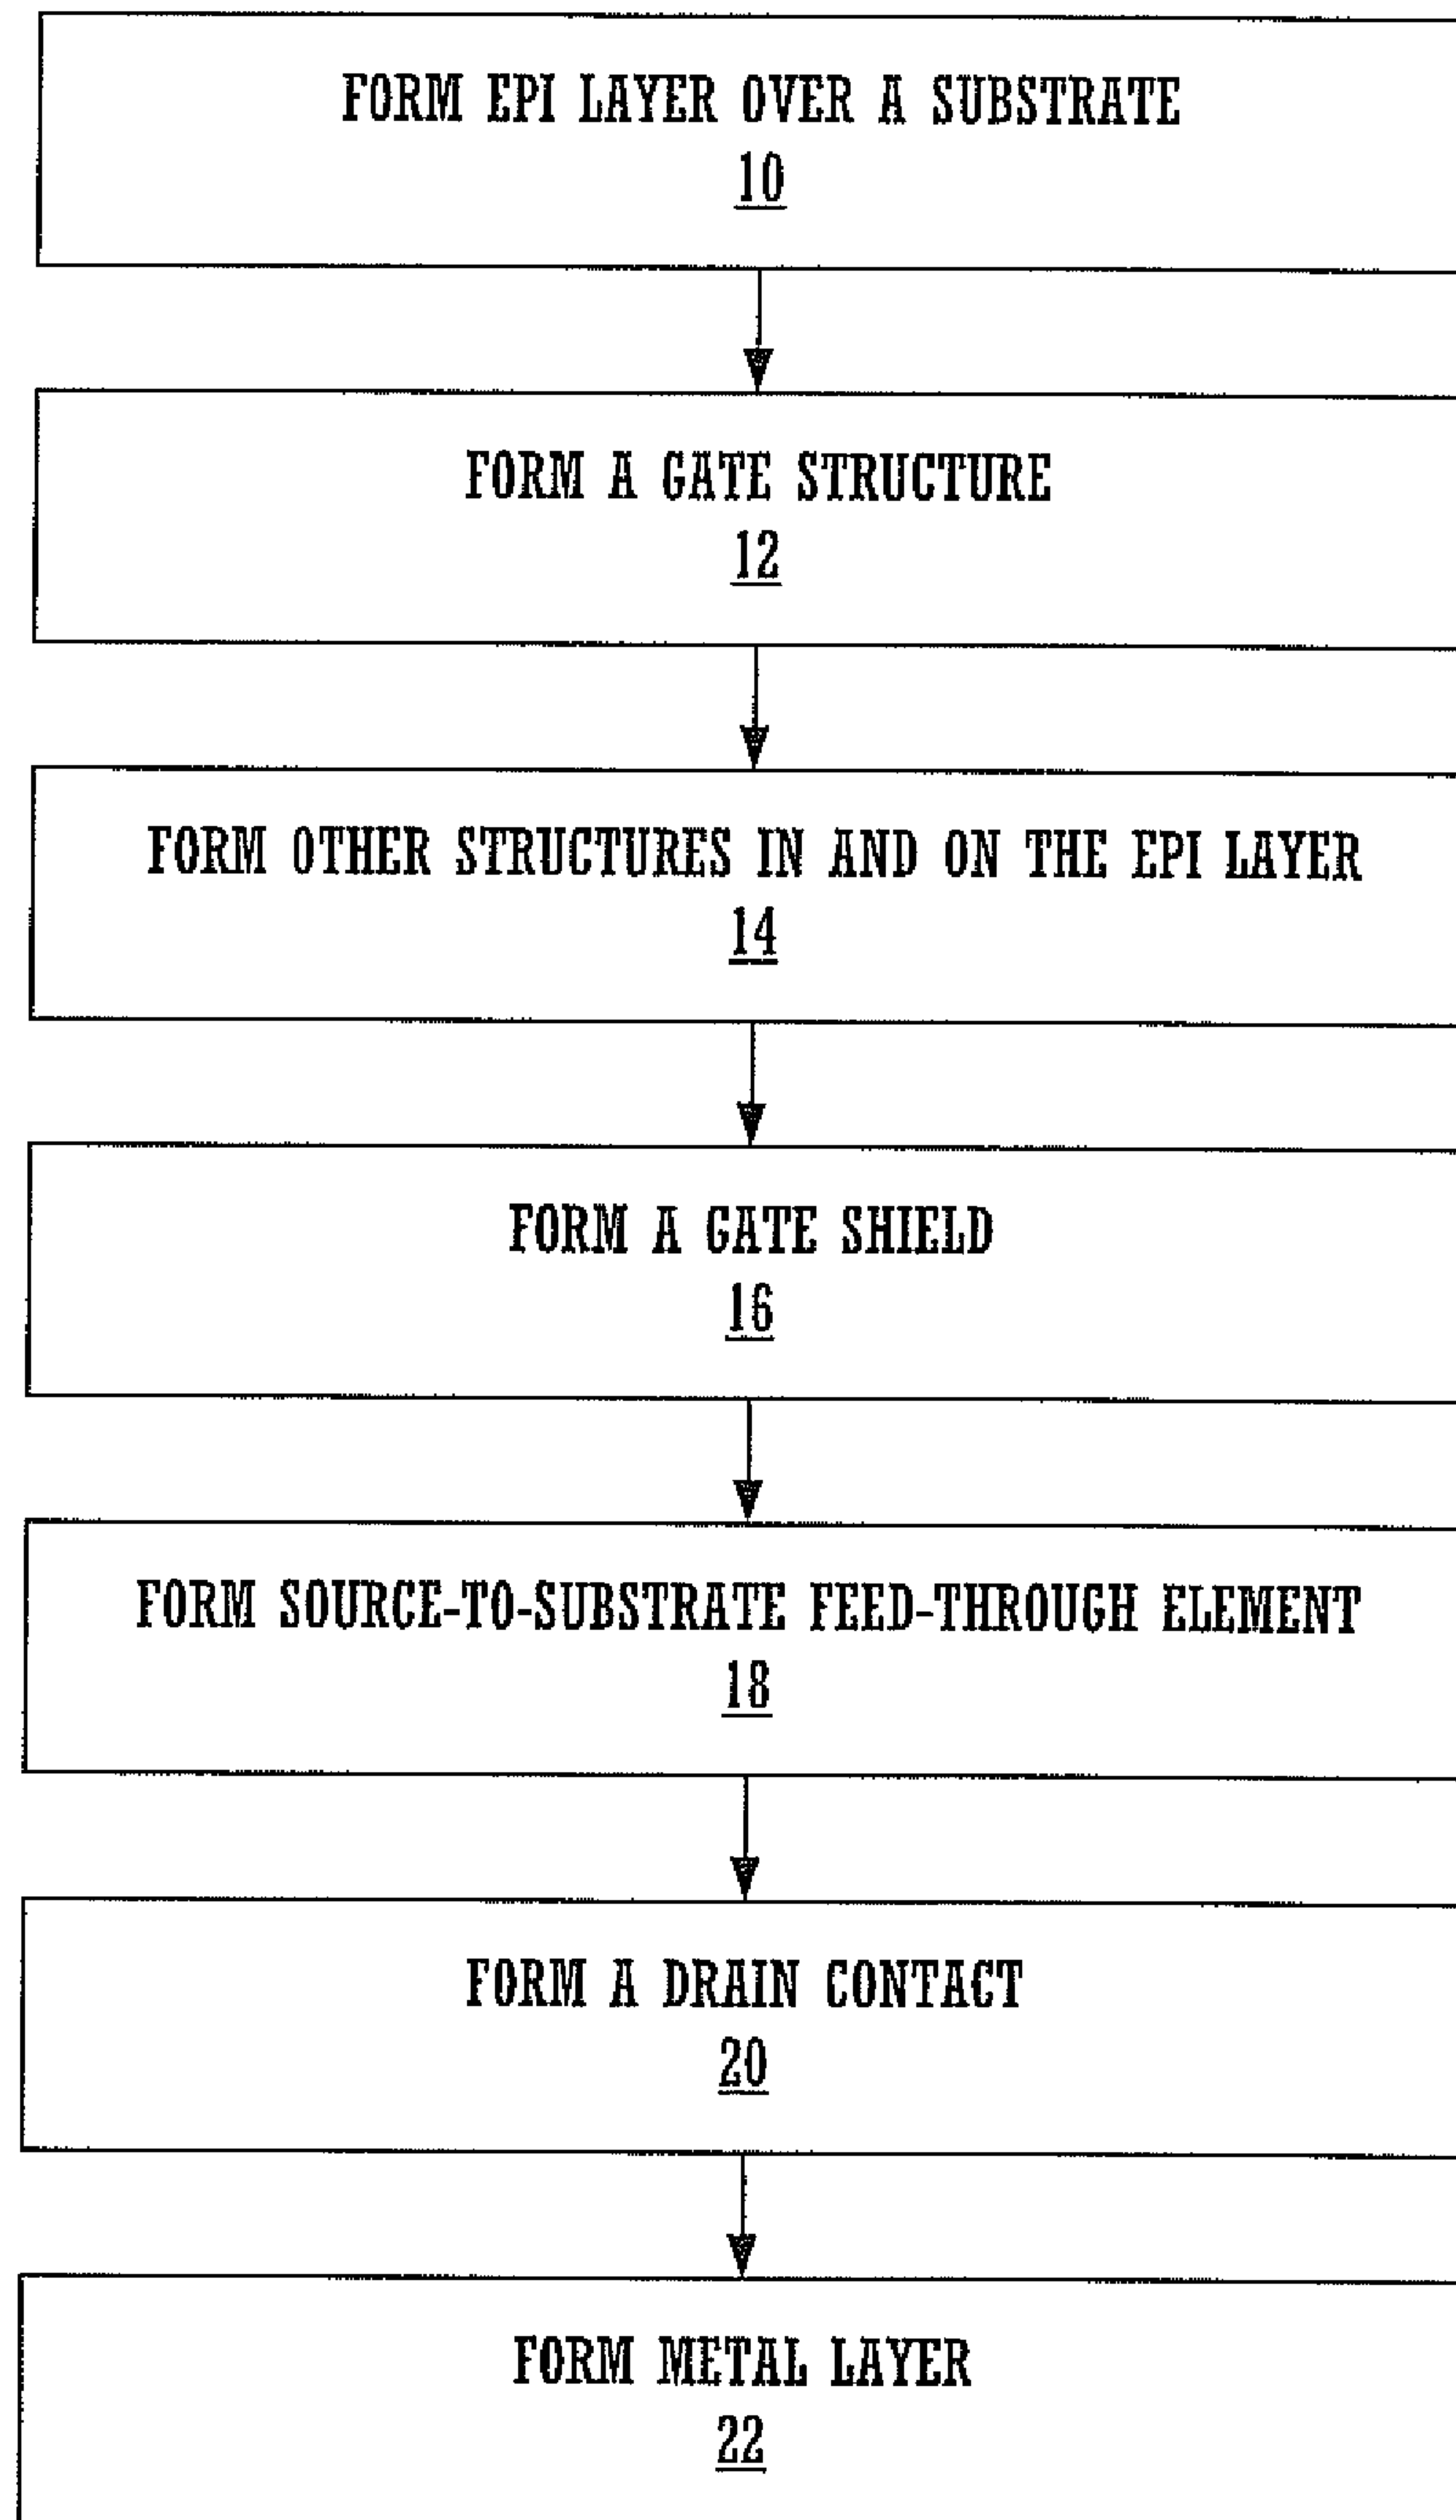 FORM EPI LAYER OVER A SUBSTRATE
10
FORM A GATE STRUCTURE
12
FORM OTHER STRUCTURES IN AND ON THE EPI LAYER
14
FORM A GATE SHIELD
16
FORM SOURCE-TO-SUBSTRATE FEED-THROUGH ELEMENT
18
FORM A DRAIN CONTACT
20
FORM METAL LAYER
22